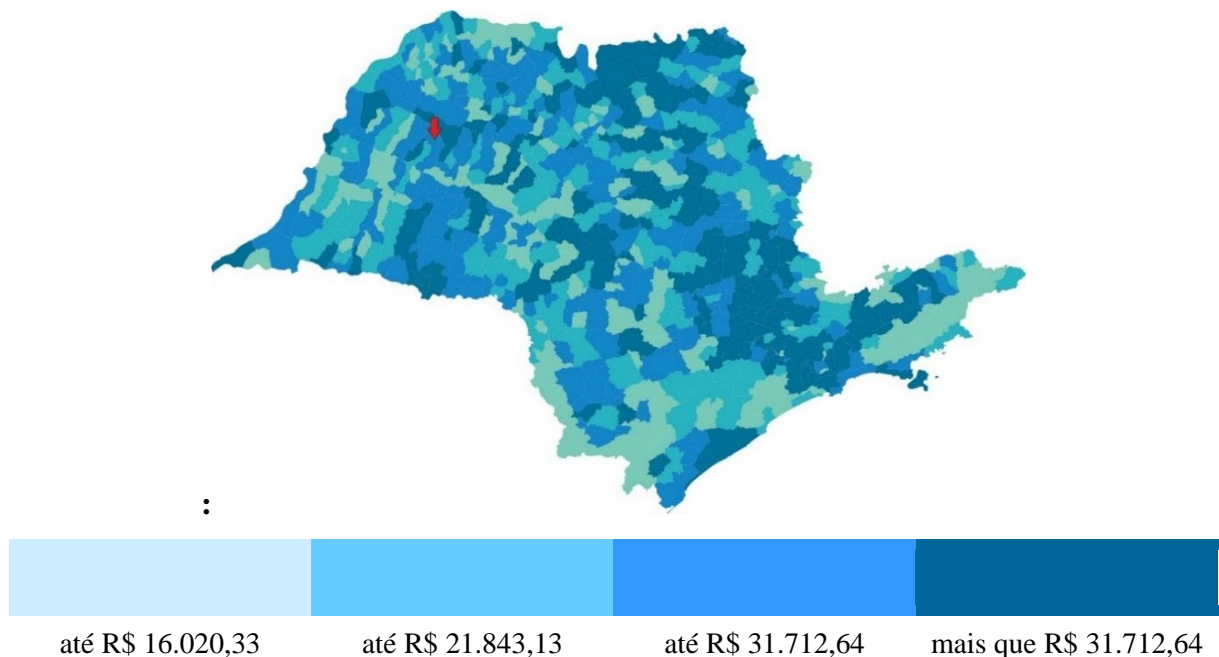 :
até R$ 16.020,33 até R$ 21.843,13 até R$ 31.712,64 mais que R$ 31.712,64